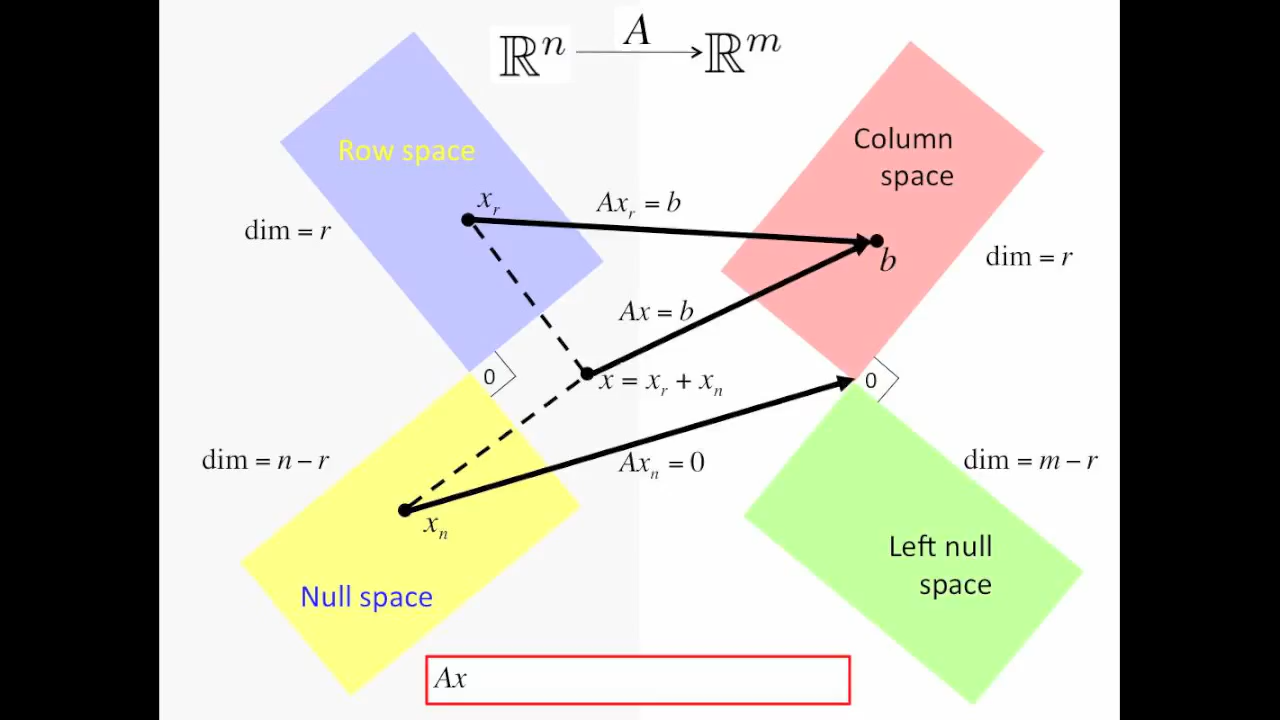 ℝⁿ A ℝᵐ
Row space
Column
space
xᵣ
Axᵣ = b
dim = r
b
dim = r
Ax = b
0
x = xᵣ + xₙ
0
dim = n − r
Axₙ = 0
dim = m − r
xₙ
Left null
space
Null space
Ax